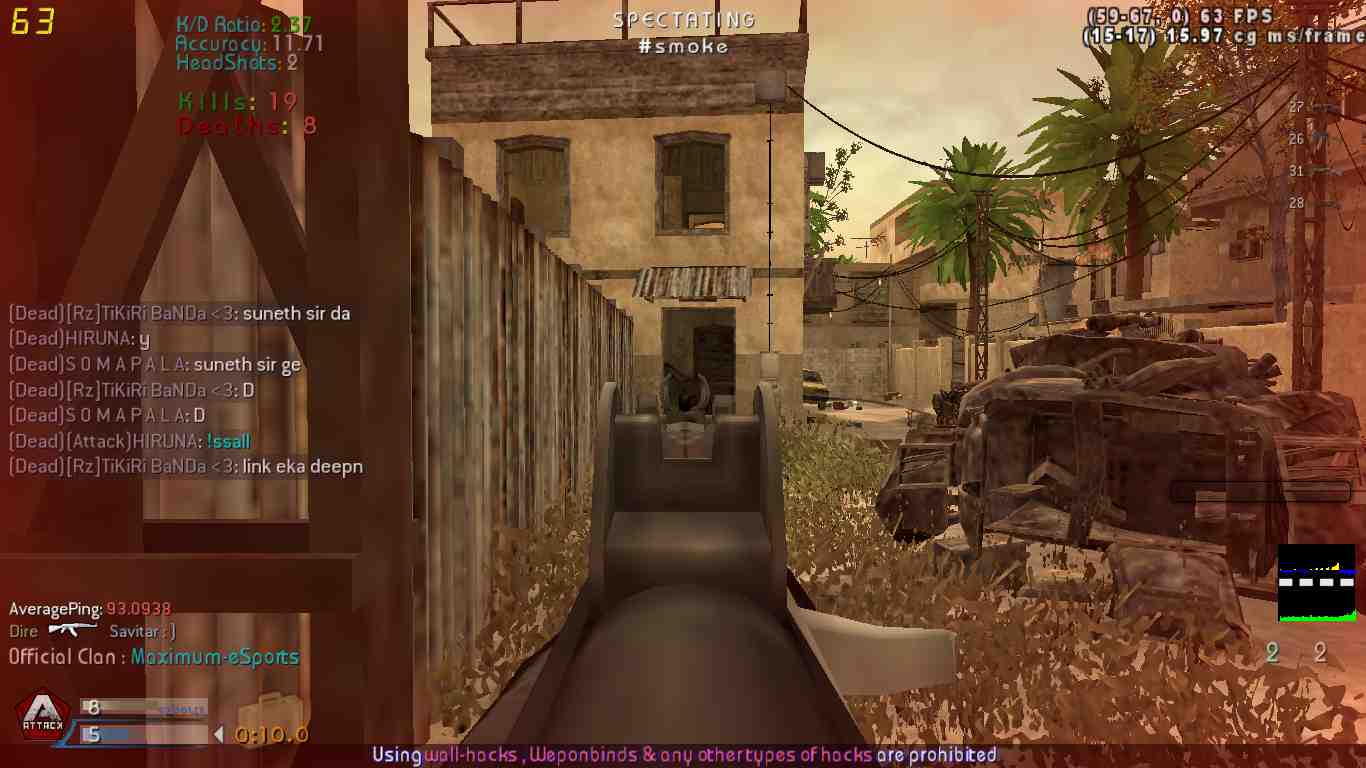 63
K/D Ratio: 2.37
Accuracy: 11.71
HeadShots: 2
Kills: 19
Deaths: 8
SPECTATING
#smoke
(59-67, 0) 63 FPS
(15-17) 15.97 cg ms/frame
27
26
31
28
[Dead][Rz]TiKiRi BaNDa <3: suneth sir da
[Dead]HIRUNA: y
[Dead]S O M A P A L A: suneth sir ge
[Dead][Rz]TiKiRi BaNDa <3: D
[Dead]S O M A P A L A: D
[Dead][Attack]HIRUNA: !ssall
[Dead][Rz]TiKiRi BaNDa <3: link eka deepn
AveragePing: 93.0938
Dire Savitar : )
Official Clan : Maximum-eSports
2 2
ATTACK
8
5
0:10.0
Using wall-hacks , Weponbinds & any other types of hacks are prohibited